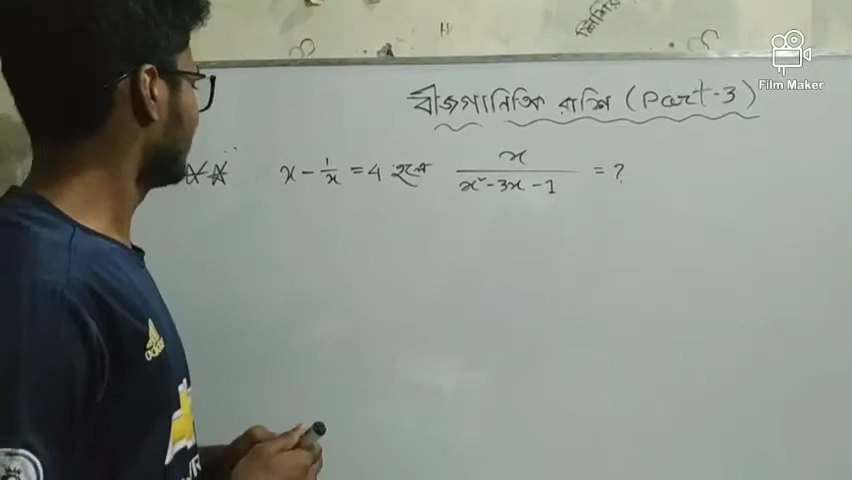 নির্মি
H
Film Maker
বীজগানিতিক রাশি (Part-3)
x - 1/x = 4 হলে x/(x² - 3x - 1) = ?